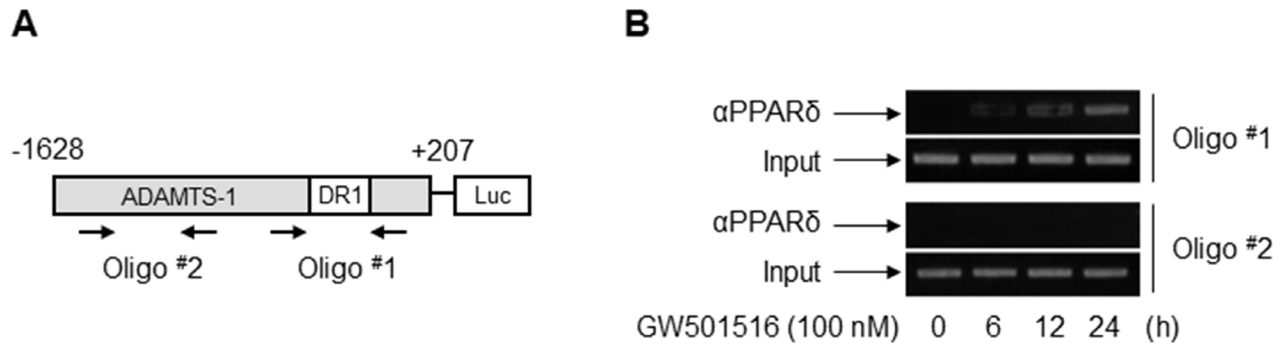 A
-1628 +207
ADAMTS-1 DR1 Luc
Oligo #2 Oligo #1
B
αPPARδ
Input
Oligo #1
αPPARδ
Input
Oligo #2
GW501516 (100 nM) 0 6 12 24 (h)